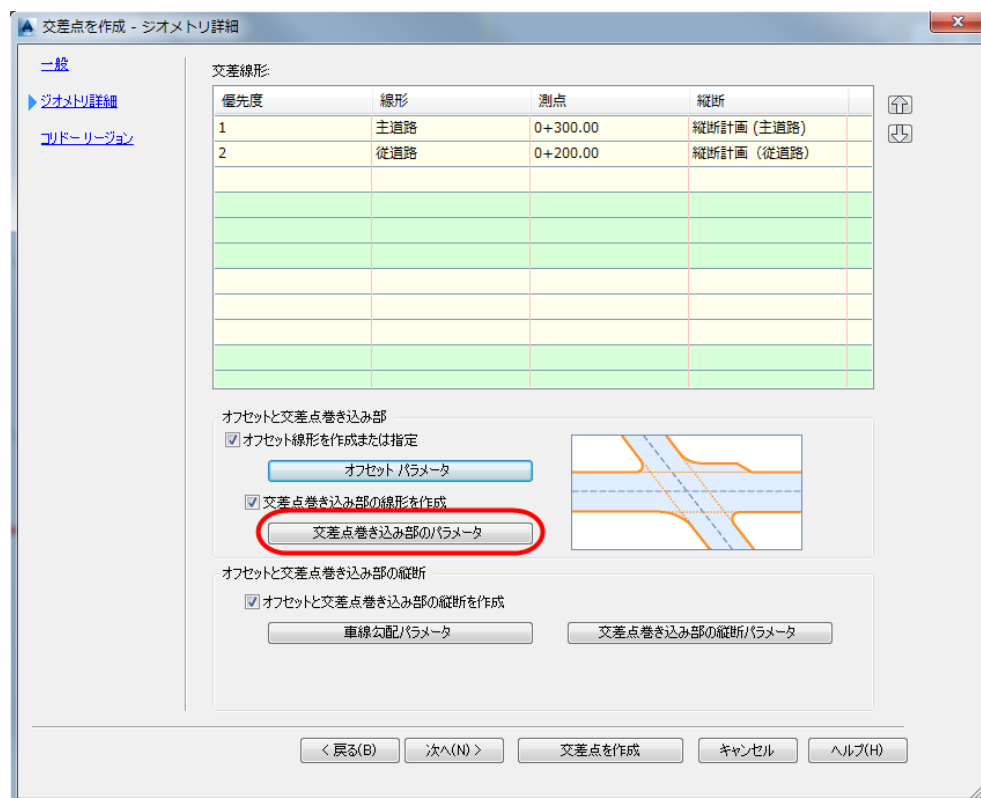 交差点を作成 - ジオメトリ詳細
一般
ジオメトリ詳細
コリドー リージョン
交差線形:
優先度 線形 測点 縦断
1 主道路 0+300.00 縦断計画 (主道路)
2 従道路 0+200.00 縦断計画（従道路）
オフセットと交差点巻き込み部
オフセット線形を作成または指定
オフセット パラメータ
交差点巻き込み部の線形を作成
交差点巻き込み部のパラメータ
オフセットと交差点巻き込み部の縦断
オフセットと交差点巻き込み部の縦断を作成
車線勾配パラメータ 交差点巻き込み部の縦断パラメータ
< 戻る(B) 次へ(N) > 交差点を作成 キャンセル ヘルプ(H)